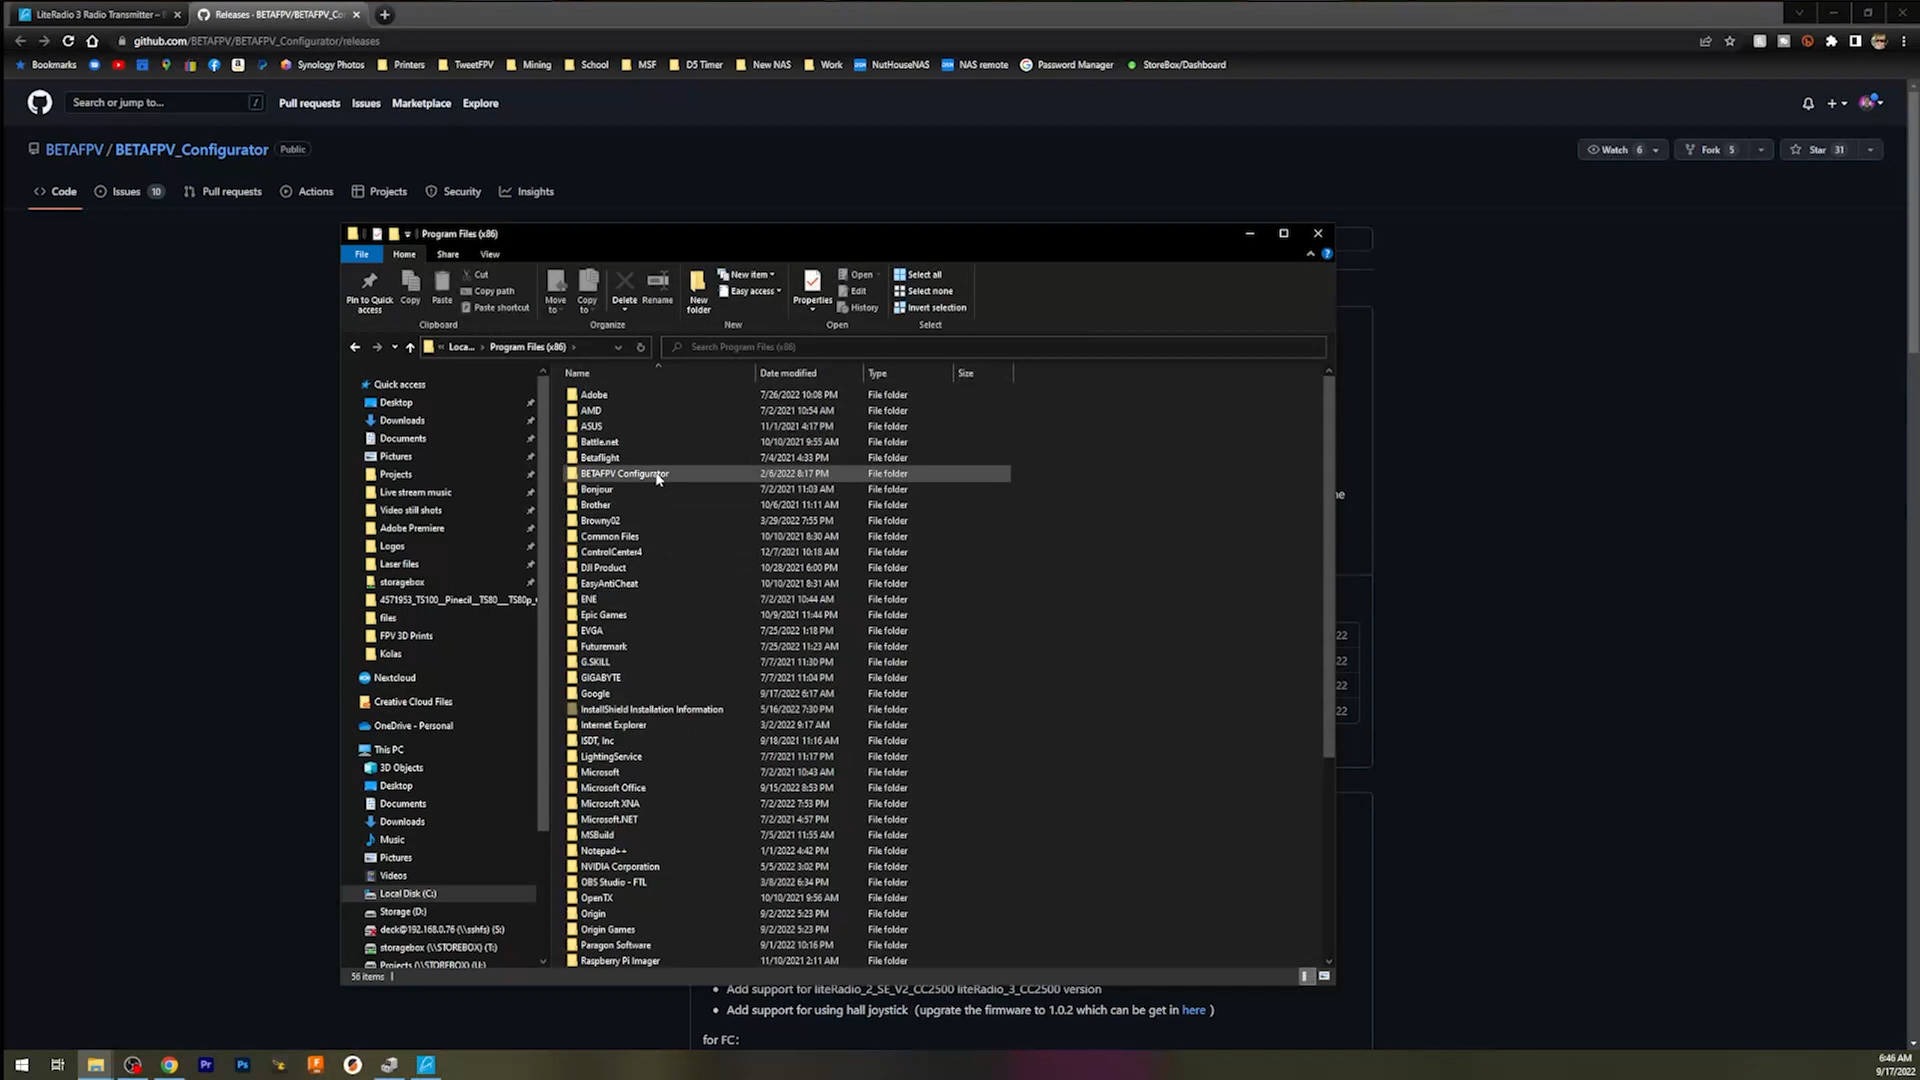 LiteRadio 3 Radio Transmitter –
Releases · BETAFPV/BETAFPV_Co
github.com/BETAFPV/BETAFPV_Configurator/releases
Bookmarks
Synology Photos
Printers
TweetFPV
Mining
School
MSF
D5 Timer
New NAS
Work
NutHouseNAS
NAS remote
Password Manager
StoreBox/Dashboard
Search or jump to...
/
Pull requests
Issues
Marketplace
Explore
BETAFPV / BETAFPV_Configurator
Public
Watch 6
Fork 5
Star 31
Code
Issues 10
Pull requests
Actions
Projects
Security
Insights
Program Files (x86)
File
Home
Share
View
Pin to Quick access
Copy
Paste
Cut
Copy path
Paste shortcut
Clipboard
Move to
Copy to
Delete
Rename
Organize
New folder
New item
Easy access
New
Properties
Open
Edit
History
Open
Select all
Select none
Invert selection
Select
« Loca... › Program Files (x86) ›
Search Program Files (x86)
Quick access
Desktop
Downloads
Documents
Pictures
Projects
Live stream music
Video still shots
Adobe Premiere
Logos
Laser files
storagebox
4571953_TS100__Pinecil__TS80___TS80p_
files
FPV 3D Prints
Kolas
Nextcloud
Creative Cloud Files
OneDrive - Personal
This PC
3D Objects
Desktop
Documents
Downloads
Music
Pictures
Videos
Local Disk (C:)
Storage (D:)
deck@192.168.0.76 (\\sshfs) (S:)
storagebox (\\STOREBOX) (T:)
Projects (\\STOREBOX) (U:)
Name Date modified Type Size
Adobe 7/26/2022 10:08 PM File folder
AMD 7/2/2021 10:54 AM File folder
ASUS 11/1/2021 4:17 PM File folder
Battle.net 10/10/2021 9:55 AM File folder
Betaflight 7/4/2021 4:33 PM File folder
BETAFPV Configurator 2/6/2022 8:17 PM File folder
Bonjour 7/2/2021 11:03 AM File folder
Brother 10/6/2021 11:11 AM File folder
Browny02 3/29/2022 7:55 PM File folder
Common Files 10/10/2021 8:30 AM File folder
ControlCenter4 12/7/2021 10:18 AM File folder
DJI Product 10/28/2021 6:00 PM File folder
EasyAntiCheat 10/10/2021 8:31 AM File folder
ENE 7/2/2021 10:44 AM File folder
Epic Games 10/9/2021 11:44 PM File folder
EVGA 7/25/2022 1:18 PM File folder
Futuremark 7/25/2022 11:23 AM File folder
G.SKILL 7/7/2021 11:30 PM File folder
GIGABYTE 7/7/2021 11:04 PM File folder
Google 9/17/2022 6:17 AM File folder
InstallShield Installation Information 5/16/2022 7:30 PM File folder
Internet Explorer 3/2/2022 9:17 AM File folder
ISDT, Inc 9/18/2021 11:16 AM File folder
LightingService 7/7/2021 11:17 PM File folder
Microsoft 7/2/2021 10:43 AM File folder
Microsoft Office 9/15/2022 8:53 PM File folder
Microsoft XNA 7/2/2022 7:53 PM File folder
Microsoft.NET 7/2/2021 4:57 PM File folder
MSBuild 7/5/2021 11:55 AM File folder
Notepad++ 1/1/2022 4:42 PM File folder
NVIDIA Corporation 5/5/2022 3:02 PM File folder
OBS Studio - FTL 3/8/2022 6:34 PM File folder
OpenTX 10/10/2021 9:56 AM File folder
Origin 9/2/2022 5:23 PM File folder
Origin Games 9/2/2022 5:23 PM File folder
Paragon Software 9/1/2022 10:16 PM File folder
Raspberry Pi Imager 11/10/2021 2:11 AM File folder
56 items
ne
22
22
22
22
• Add support for liteRadio_2_SE_V2_CC2500 liteRadio_3_CC2500 version
• Add support for using hall joystick (upgrate the firmware to 1.0.2 which can be get in here )
for FC:
6:46 AM
9/17/2022